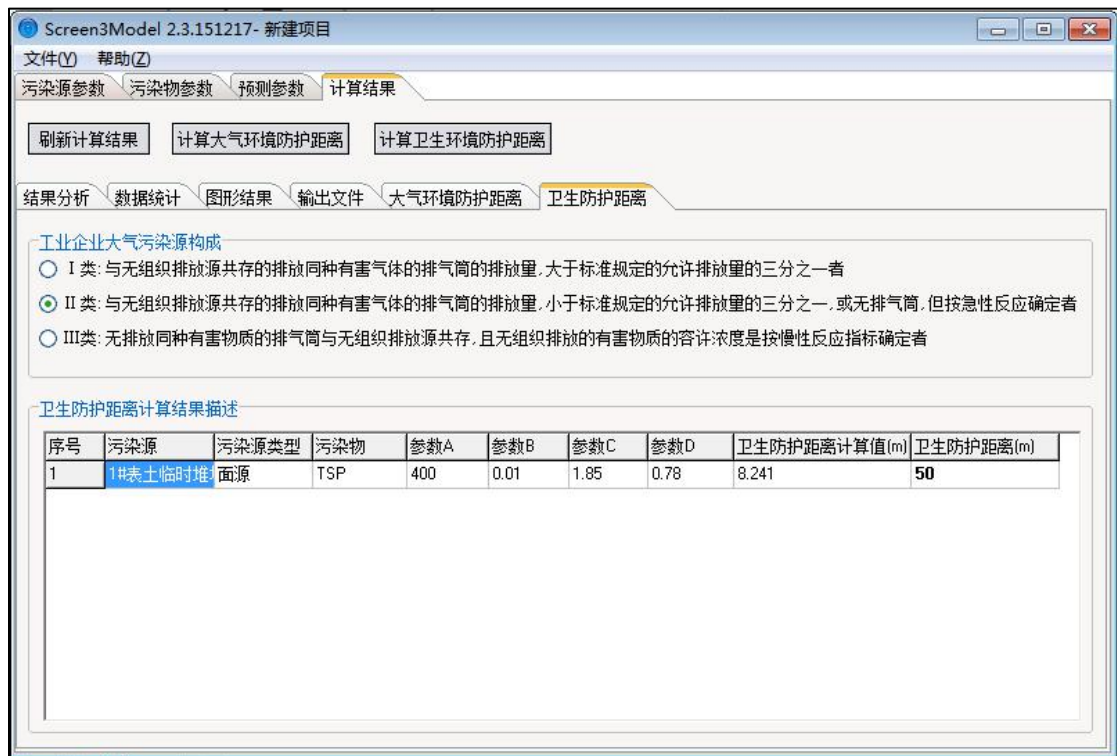 Screen3Model 2.3.151217- 新建项目
文件(Y) 帮助(Z)
污染源参数 污染物参数 预测参数 计算结果
刷新计算结果 计算大气环境防护距离 计算卫生环境防护距离
结果分析 数据统计 图形结果 输出文件 大气环境防护距离 卫生防护距离
工业企业大气污染源构成
I 类: 与无组织排放源共存的排放同种有害气体的排气筒的排放量,大于标准规定的允许排放量的三分之一者
II 类: 与无组织排放源共存的排放同种有害气体的排气筒的排放量,小于标准规定的允许排放量的三分之一,或无排气筒,但按急性反应确定者
III类: 无排放同种有害物质的排气筒与无组织排放源共存,且无组织排放的有害物质的容许浓度是按慢性反应指标确定者
卫生防护距离计算结果描述
序号 污染源 污染源类型 污染物 参数A 参数B 参数C 参数D 卫生防护距离计算值(m) 卫生防护距离(m)
1 1#表土临时堆 面源 TSP 400 0.01 1.85 0.78 8.241 50